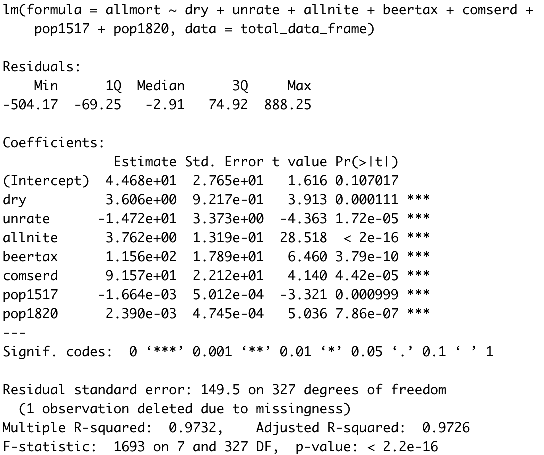 lm(formula = allmort ~ dry + unrate + allnite + beertax + comserd +
    pop1517 + pop1820, data = total_data_frame)
Residuals:
    Min      1Q  Median      3Q     Max
-504.17  -69.25   -2.91   74.92  888.25
Coefficients:
              Estimate Std. Error t value Pr(>|t|)
(Intercept)  4.468e+01  2.765e+01   1.616 0.107017
dry          3.606e+00  9.217e-01   3.913 0.000111 ***
unrate      -1.472e+01  3.373e+00  -4.363 1.72e-05 ***
allnite      3.762e+00  1.319e-01  28.518  < 2e-16 ***
beertax      1.156e+02  1.789e+01   6.460 3.79e-10 ***
comserd      9.157e+01  2.212e+01   4.140 4.42e-05 ***
pop1517     -1.664e-03  5.012e-04  -3.321 0.000999 ***
pop1820      2.390e-03  4.745e-04   5.036 7.86e-07 ***
---
Signif. codes:  0 ‘***’ 0.001 ‘**’ 0.01 ‘*’ 0.05 ‘.’ 0.1 ‘ ’ 1
Residual standard error: 149.5 on 327 degrees of freedom
  (1 observation deleted due to missingness)
Multiple R-squared:  0.9732,    Adjusted R-squared:  0.9726
F-statistic:  1693 on 7 and 327 DF,  p-value: < 2.2e-16